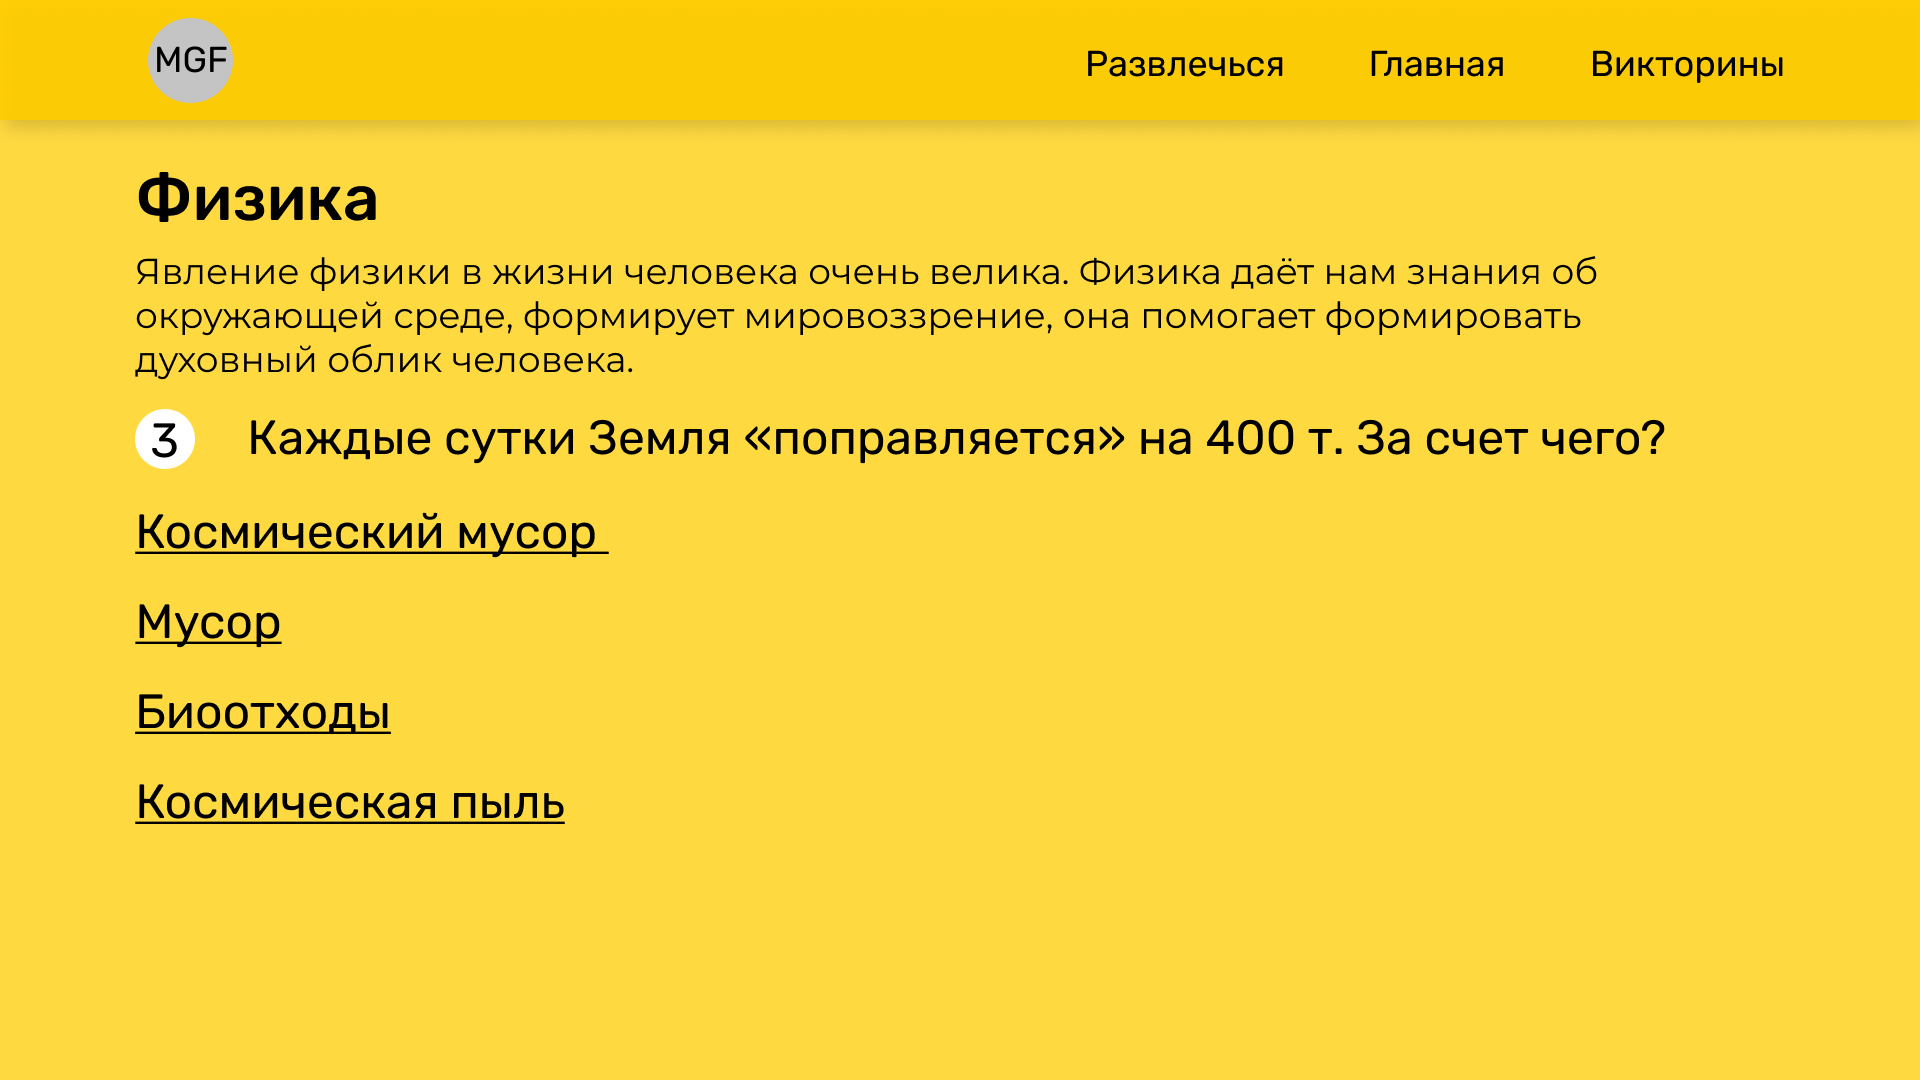 MGF
Развлечься
Главная
Викторины
Физика
Явление физики в жизни человека очень велика. Физика даёт нам знания об
окружающей среде, формирует мировоззрение, она помогает формировать
духовный облик человека.
3 Каждые сутки Земля «поправляется» на 400 т. За счет чего?
Космический мусор
Мусор
Биоотходы
Космическая пыль